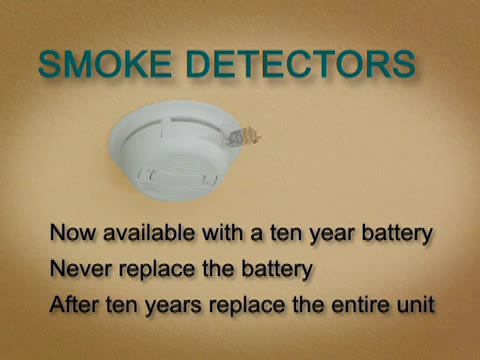 SMOKE DETECTORS
Now available with a ten year battery
Never replace the battery
After ten years replace the entire unit